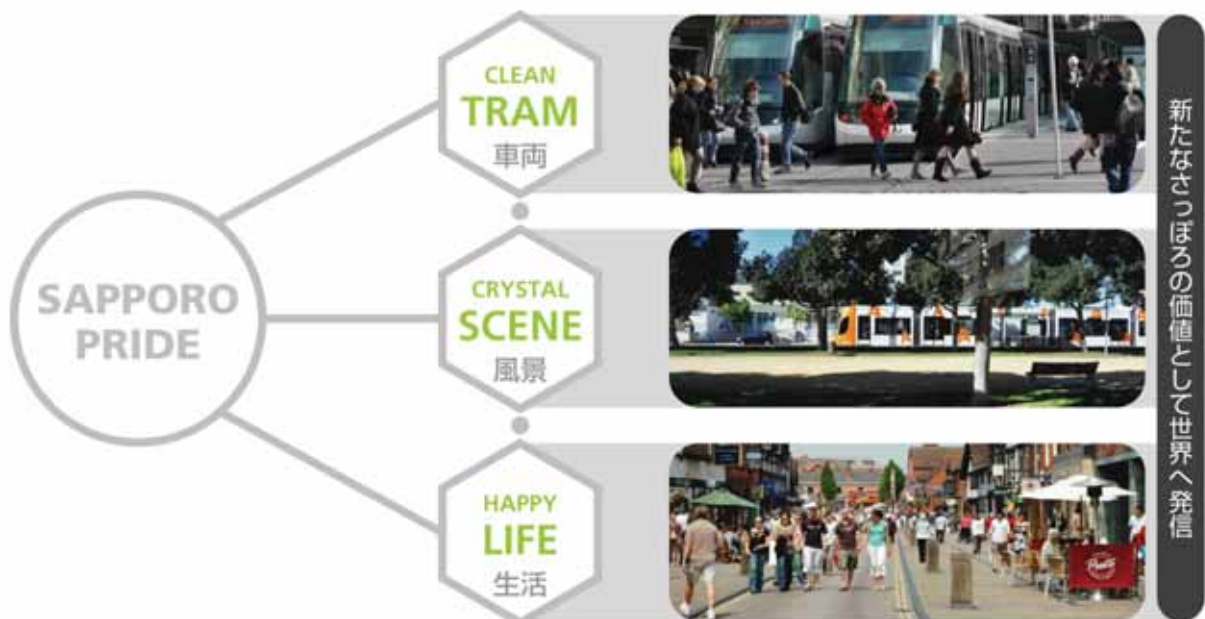 SAPPORO
PRIDE
CLEAN
TRAM
車両
CRYSTAL
SCENE
風景
HAPPY
LIFE
生活
新たなさっぽろの価値として世界へ発信